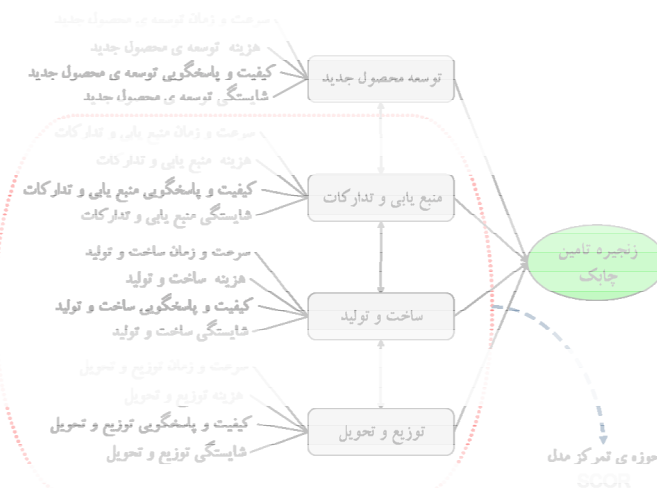 سرعت و زمان توسعه ی محصول جدید
هزینه توسعه ی محصول جدید
کیفیت و پاسخگویی توسعه ی محصول جدید
شایستگی توسعه ی محصول جدید
توسعه محصول جدید
سرعت و زمان منبع یابی و تدارکات
هزینه منبع یابی و تدارکات
کیفیت و پاسخگویی منبع یابی و تدارکات
شایستگی منبع یابی و تدارکات
منبع یابی و تدارکات
سرعت و زمان ساخت و تولید
هزینه ساخت و تولید
کیفیت و پاسخگویی ساخت و تولید
شایستگی ساخت و تولید
ساخت و تولید
سرعت و زمان توزیع و تحویل
هزینه توزیع و تحویل
کیفیت و پاسخگویی توزیع و تحویل
شایستگی توزیع و تحویل
توزیع و تحویل
زنجیره تامین
چابک
حوزه ی تمرکز مدل
SCOR